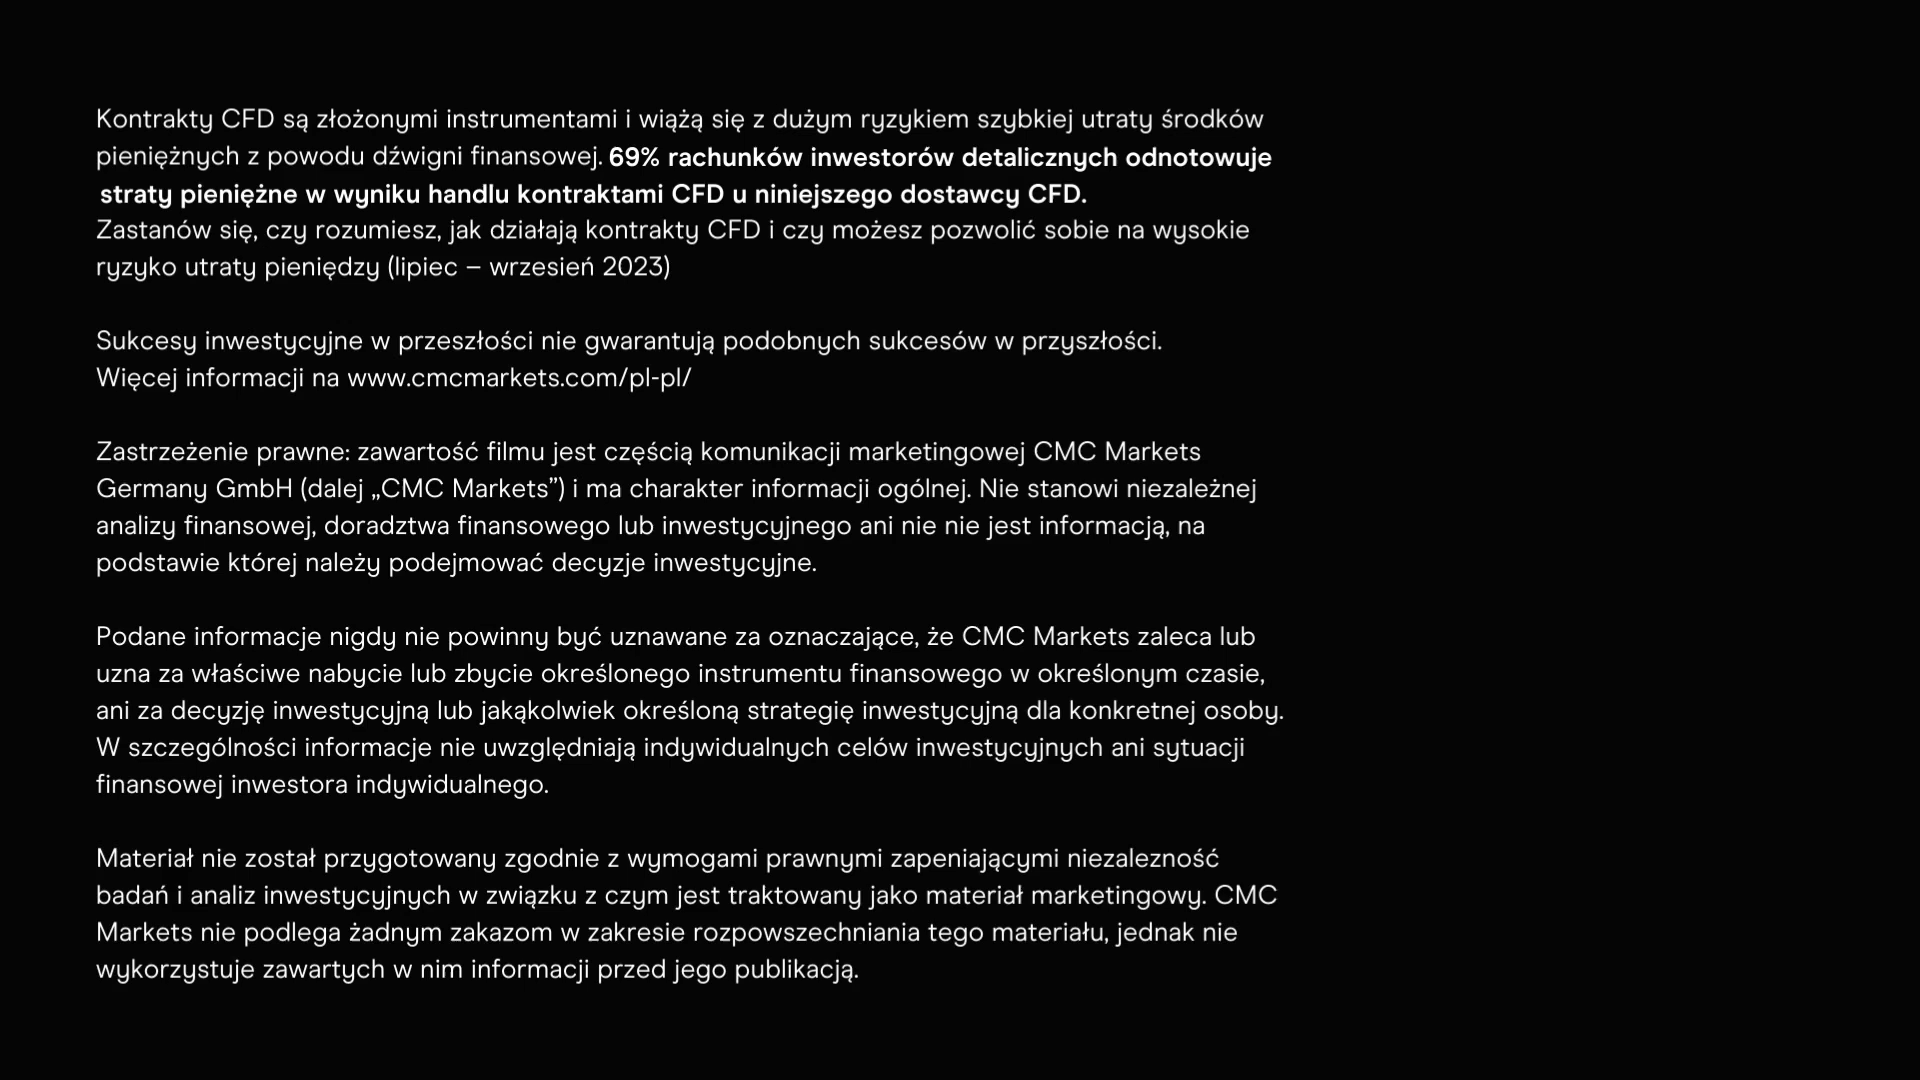 Kontrakty CFD są złożonymi instrumentami i wiążą się z dużym ryzykiem szybkiej utraty środków
pieniężnych z powodu dźwigni finansowej. 69% rachunków inwestorów detalicznych odnotowuje
straty pieniężne w wyniku handlu kontraktami CFD u niniejszego dostawcy CFD.
Zastanów się, czy rozumiesz, jak działają kontrakty CFD i czy możesz pozwolić sobie na wysokie
ryzyko utraty pieniędzy (lipiec – wrzesień 2023)
Sukcesy inwestycyjne w przeszłości nie gwarantują podobnych sukcesów w przyszłości.
Więcej informacji na www.cmcmarkets.com/pl-pl/
Zastrzeżenie prawne: zawartość filmu jest częścią komunikacji marketingowej CMC Markets
Germany GmbH (dalej „CMC Markets”) i ma charakter informacji ogólnej. Nie stanowi niezależnej
analizy finansowej, doradztwa finansowego lub inwestycyjnego ani nie nie jest informacją, na
podstawie której należy podejmować decyzje inwestycyjne.
Podane informacje nigdy nie powinny być uznawane za oznaczające, że CMC Markets zaleca lub
uzna za właściwe nabycie lub zbycie określonego instrumentu finansowego w określonym czasie,
ani za decyzję inwestycyjną lub jakąkolwiek określoną strategię inwestycyjną dla konkretnej osoby.
W szczególności informacje nie uwzględniają indywidualnych celów inwestycyjnych ani sytuacji
finansowej inwestora indywidualnego.
Materiał nie został przygotowany zgodnie z wymogami prawnymi zapeniającymi niezalezność
badań i analiz inwestycyjnych w związku z czym jest traktowany jako materiał marketingowy. CMC
Markets nie podlega żadnym zakazom w zakresie rozpowszechniania tego materiału, jednak nie
wykorzystuje zawartych w nim informacji przed jego publikacją.